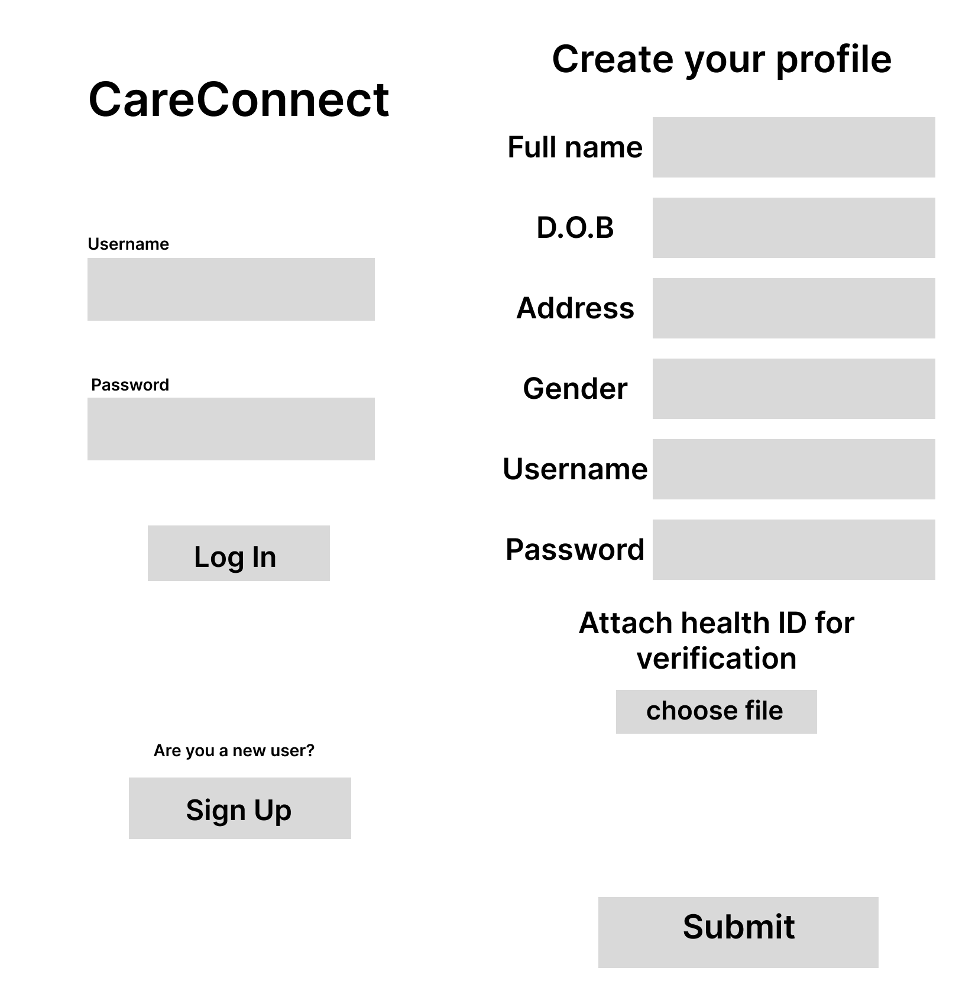 CareConnect
Username
Password
Log In
Are you a new user?
Sign Up
Create your profile
Full name
D.O.B
Address
Gender
Username
Password
Attach health ID for
verification
choose file
Submit